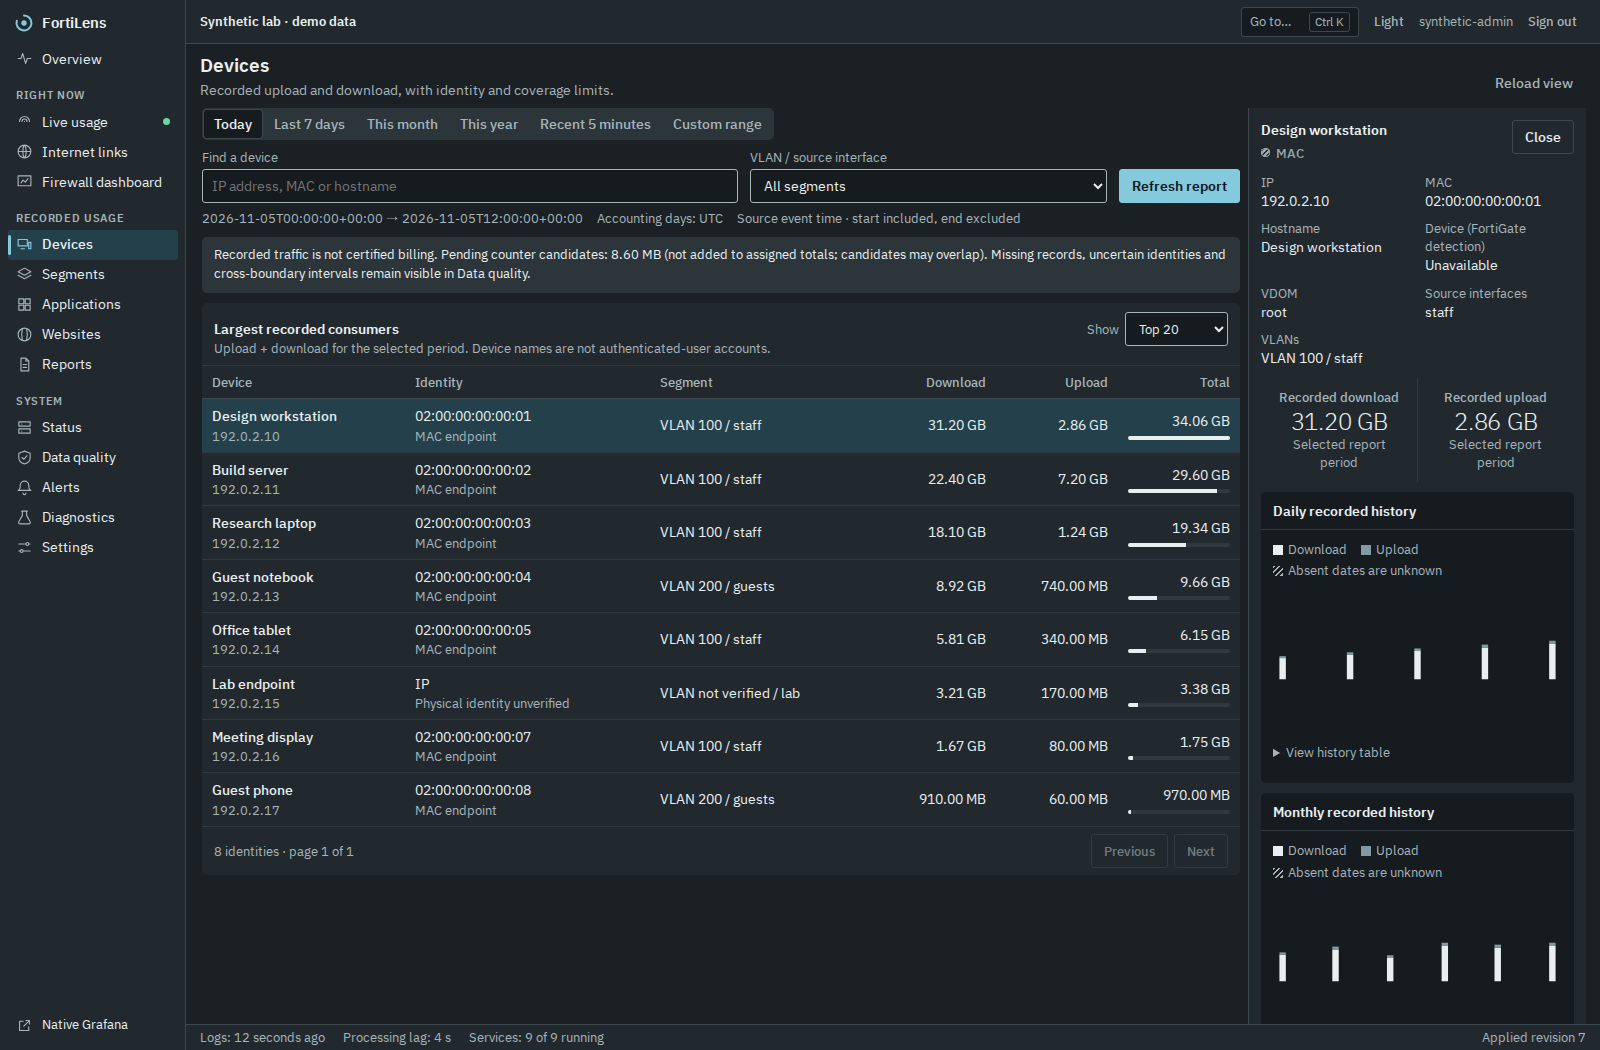 FortiLens
Overview
RIGHT NOW
Live usage
Internet links
Firewall dashboard
RECORDED USAGE
Devices
Segments
Applications
Websites
Reports
SYSTEM
Status
Data quality
Alerts
Diagnostics
Settings
Native Grafana
Synthetic lab · demo data
Go to... Ctrl K Light synthetic-admin Sign out
Devices
Recorded upload and download, with identity and coverage limits.
Reload view
Today Last 7 days This month This year Recent 5 minutes Custom range
Find a device VLAN / source interface
IP address, MAC or hostname All segments Refresh report
2026-11-05T00:00:00+00:00 → 2026-11-05T12:00:00+00:00 Accounting days: UTC Source event time · start included, end excluded
Recorded traffic is not certified billing. Pending counter candidates: 8.60 MB (not added to assigned totals; candidates may overlap). Missing records, uncertain identities and
cross-boundary intervals remain visible in Data quality.
Largest recorded consumers
Upload + download for the selected period. Device names are not authenticated-user accounts.
Show Top 20
Device Identity Segment Download Upload Total
Design workstation 02:00:00:00:00:01 VLAN 100 / staff 31.20 GB 2.86 GB 34.06 GB
192.0.2.10 MAC endpoint
Build server 02:00:00:00:00:02 VLAN 100 / staff 22.40 GB 7.20 GB 29.60 GB
192.0.2.11 MAC endpoint
Research laptop 02:00:00:00:00:03 VLAN 100 / staff 18.10 GB 1.24 GB 19.34 GB
192.0.2.12 MAC endpoint
Guest notebook 02:00:00:00:00:04 VLAN 200 / guests 8.92 GB 740.00 MB 9.66 GB
192.0.2.13 MAC endpoint
Office tablet 02:00:00:00:00:05 VLAN 100 / staff 5.81 GB 340.00 MB 6.15 GB
192.0.2.14 MAC endpoint
Lab endpoint IP VLAN not verified / lab 3.21 GB 170.00 MB 3.38 GB
192.0.2.15 Physical identity unverified
Meeting display 02:00:00:00:00:07 VLAN 100 / staff 1.67 GB 80.00 MB 1.75 GB
192.0.2.16 MAC endpoint
Guest phone 02:00:00:00:00:08 VLAN 200 / guests 910.00 MB 60.00 MB 970.00 MB
192.0.2.17 MAC endpoint
8 identities · page 1 of 1 Previous Next
Design workstation
MAC
Close
IP MAC
192.0.2.10 02:00:00:00:00:01
Hostname Device (FortiGate
detection)
Design workstation
Unavailable
VDOM Source interfaces
root staff
VLANs
VLAN 100 / staff
Recorded download Recorded upload
31.20 GB 2.86 GB
Selected report Selected report
period period
Daily recorded history
Download Upload
Absent dates are unknown
View history table
Monthly recorded history
Download Upload
Absent dates are unknown
Logs: 12 seconds ago Processing lag: 4 s Services: 9 of 9 running Applied revision 7